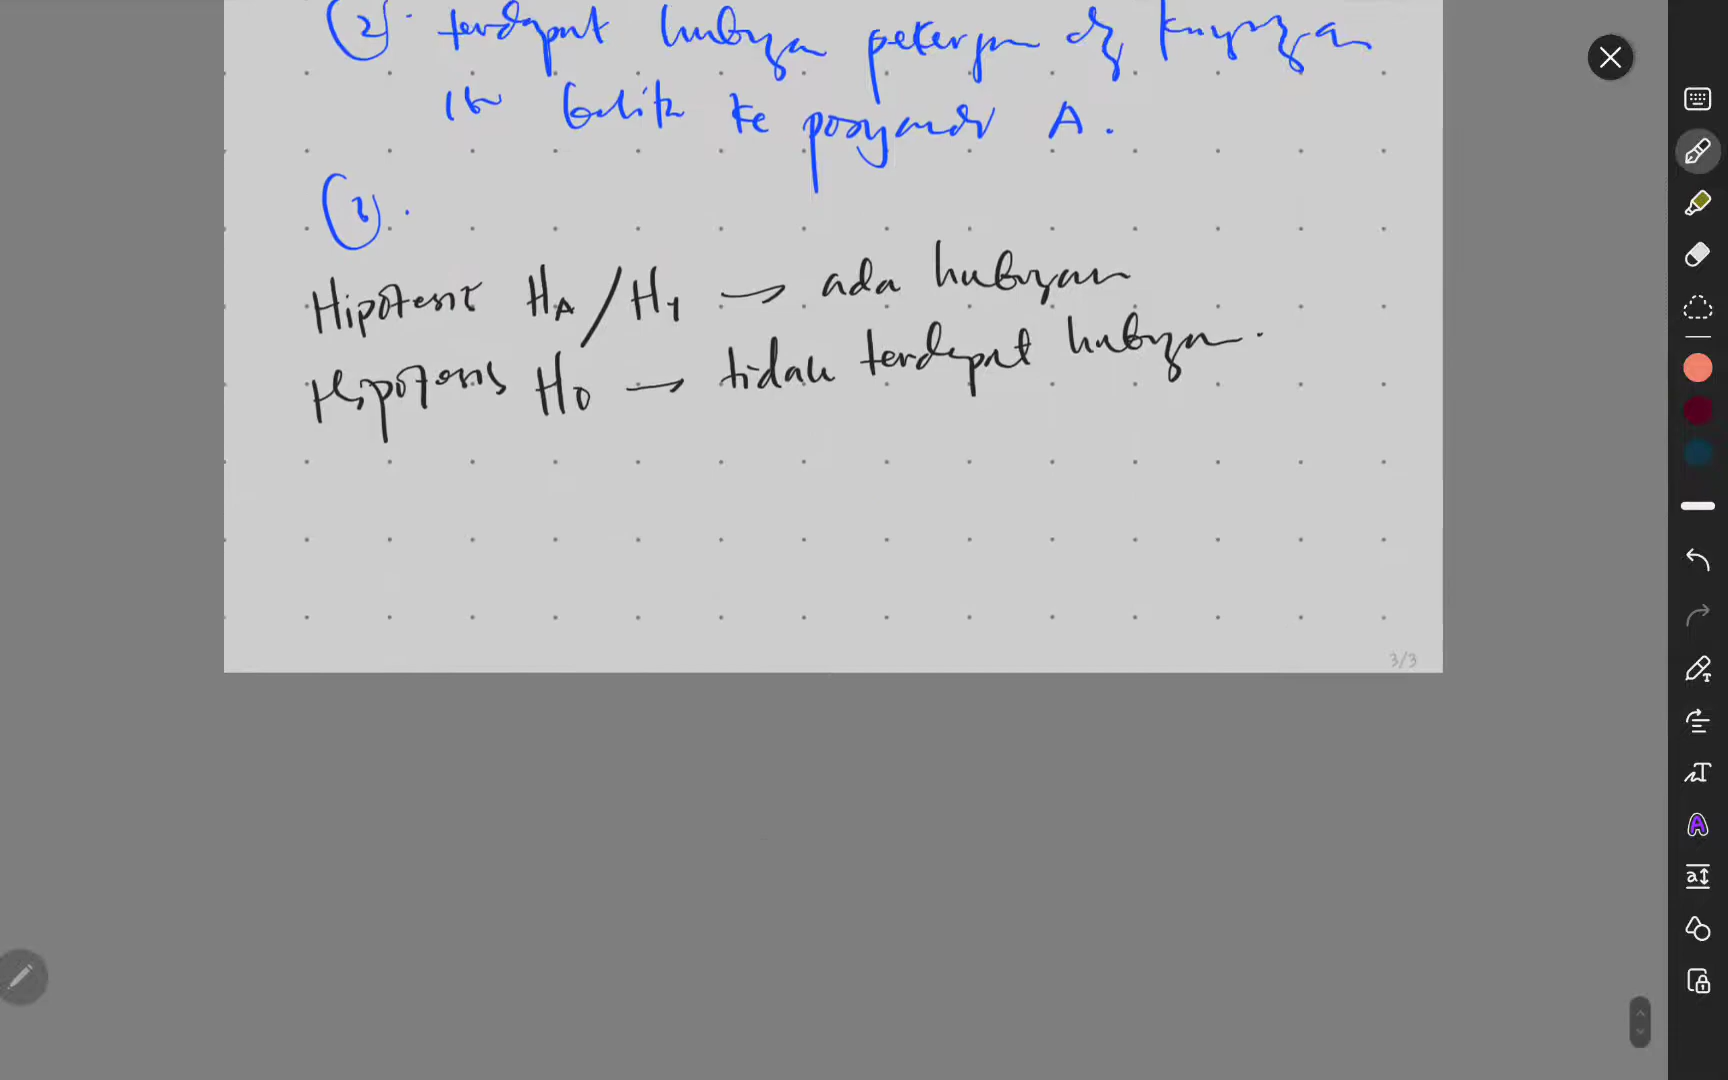 (2). terdapat hubungan pekerjaan dg kunjungan
ibu balita ke posyandu A.
(3).
Hipotesis HA/H1 → ada hubungan
Hipotesis H0 → tidak terdapat hubungan.
3/3